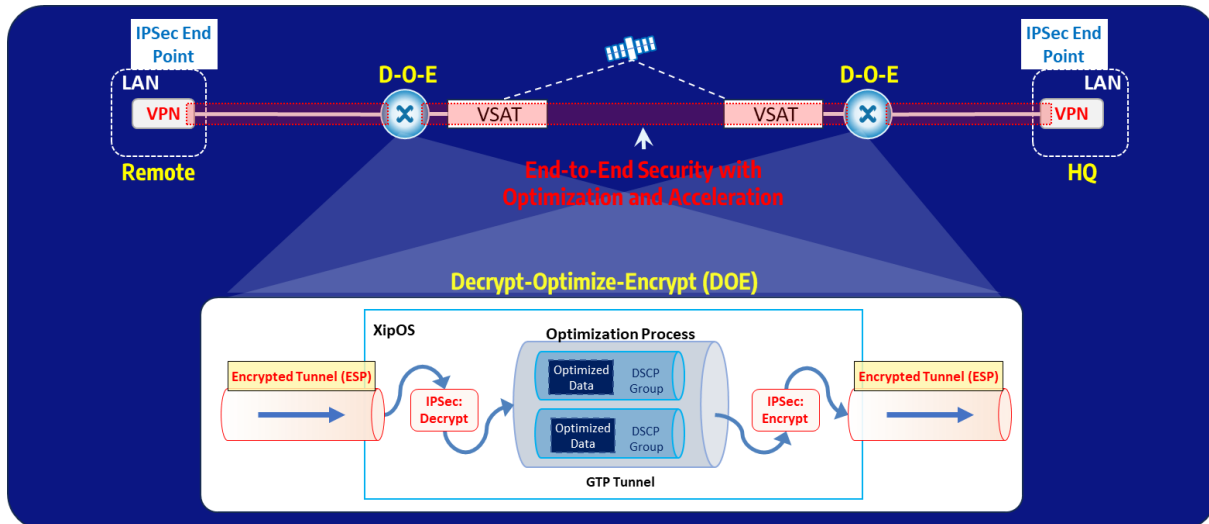 IPSec End
Point
IPSec End
Point
D-O-E
D-O-E
LAN
LAN
VPN
VSAT
VSAT
VPN
Remote
HQ
End-to-End Security with
Optimization and Acceleration
Decrypt-Optimize-Encrypt (DOE)
XipOS
Optimization Process
Encrypted Tunnel (ESP)
IPSec:
Decrypt
Optimized
Data
DSCP
Group
Optimized
Data
DSCP
Group
IPSec:
Encrypt
Encrypted Tunnel (ESP)
GTP Tunnel